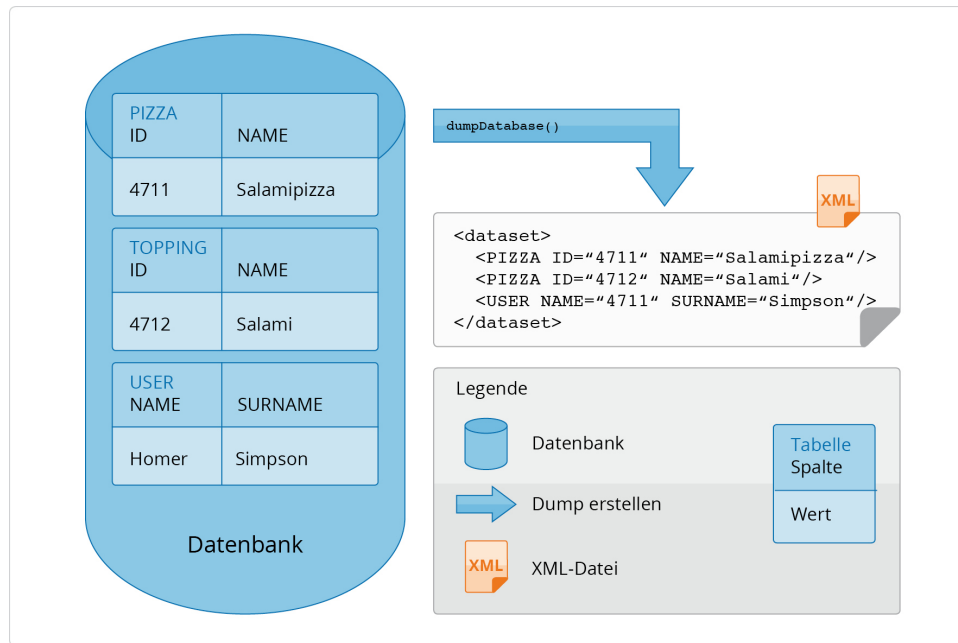 PIZZA
ID NAME
4711 Salamipizza
TOPPING
ID NAME
4712 Salami
USER
NAME SURNAME
Homer Simpson
Datenbank
dumpDatabase()
XML
<dataset>
<PIZZA ID=“4711“ NAME=“Salamipizza“/>
<PIZZA ID=“4712“ NAME=“Salami“/>
<USER NAME=“4711“ SURNAME=“Simpson“/>
</dataset>
Legende
Datenbank
Dump erstellen
XML
XML-Datei
Tabelle
Spalte
Wert